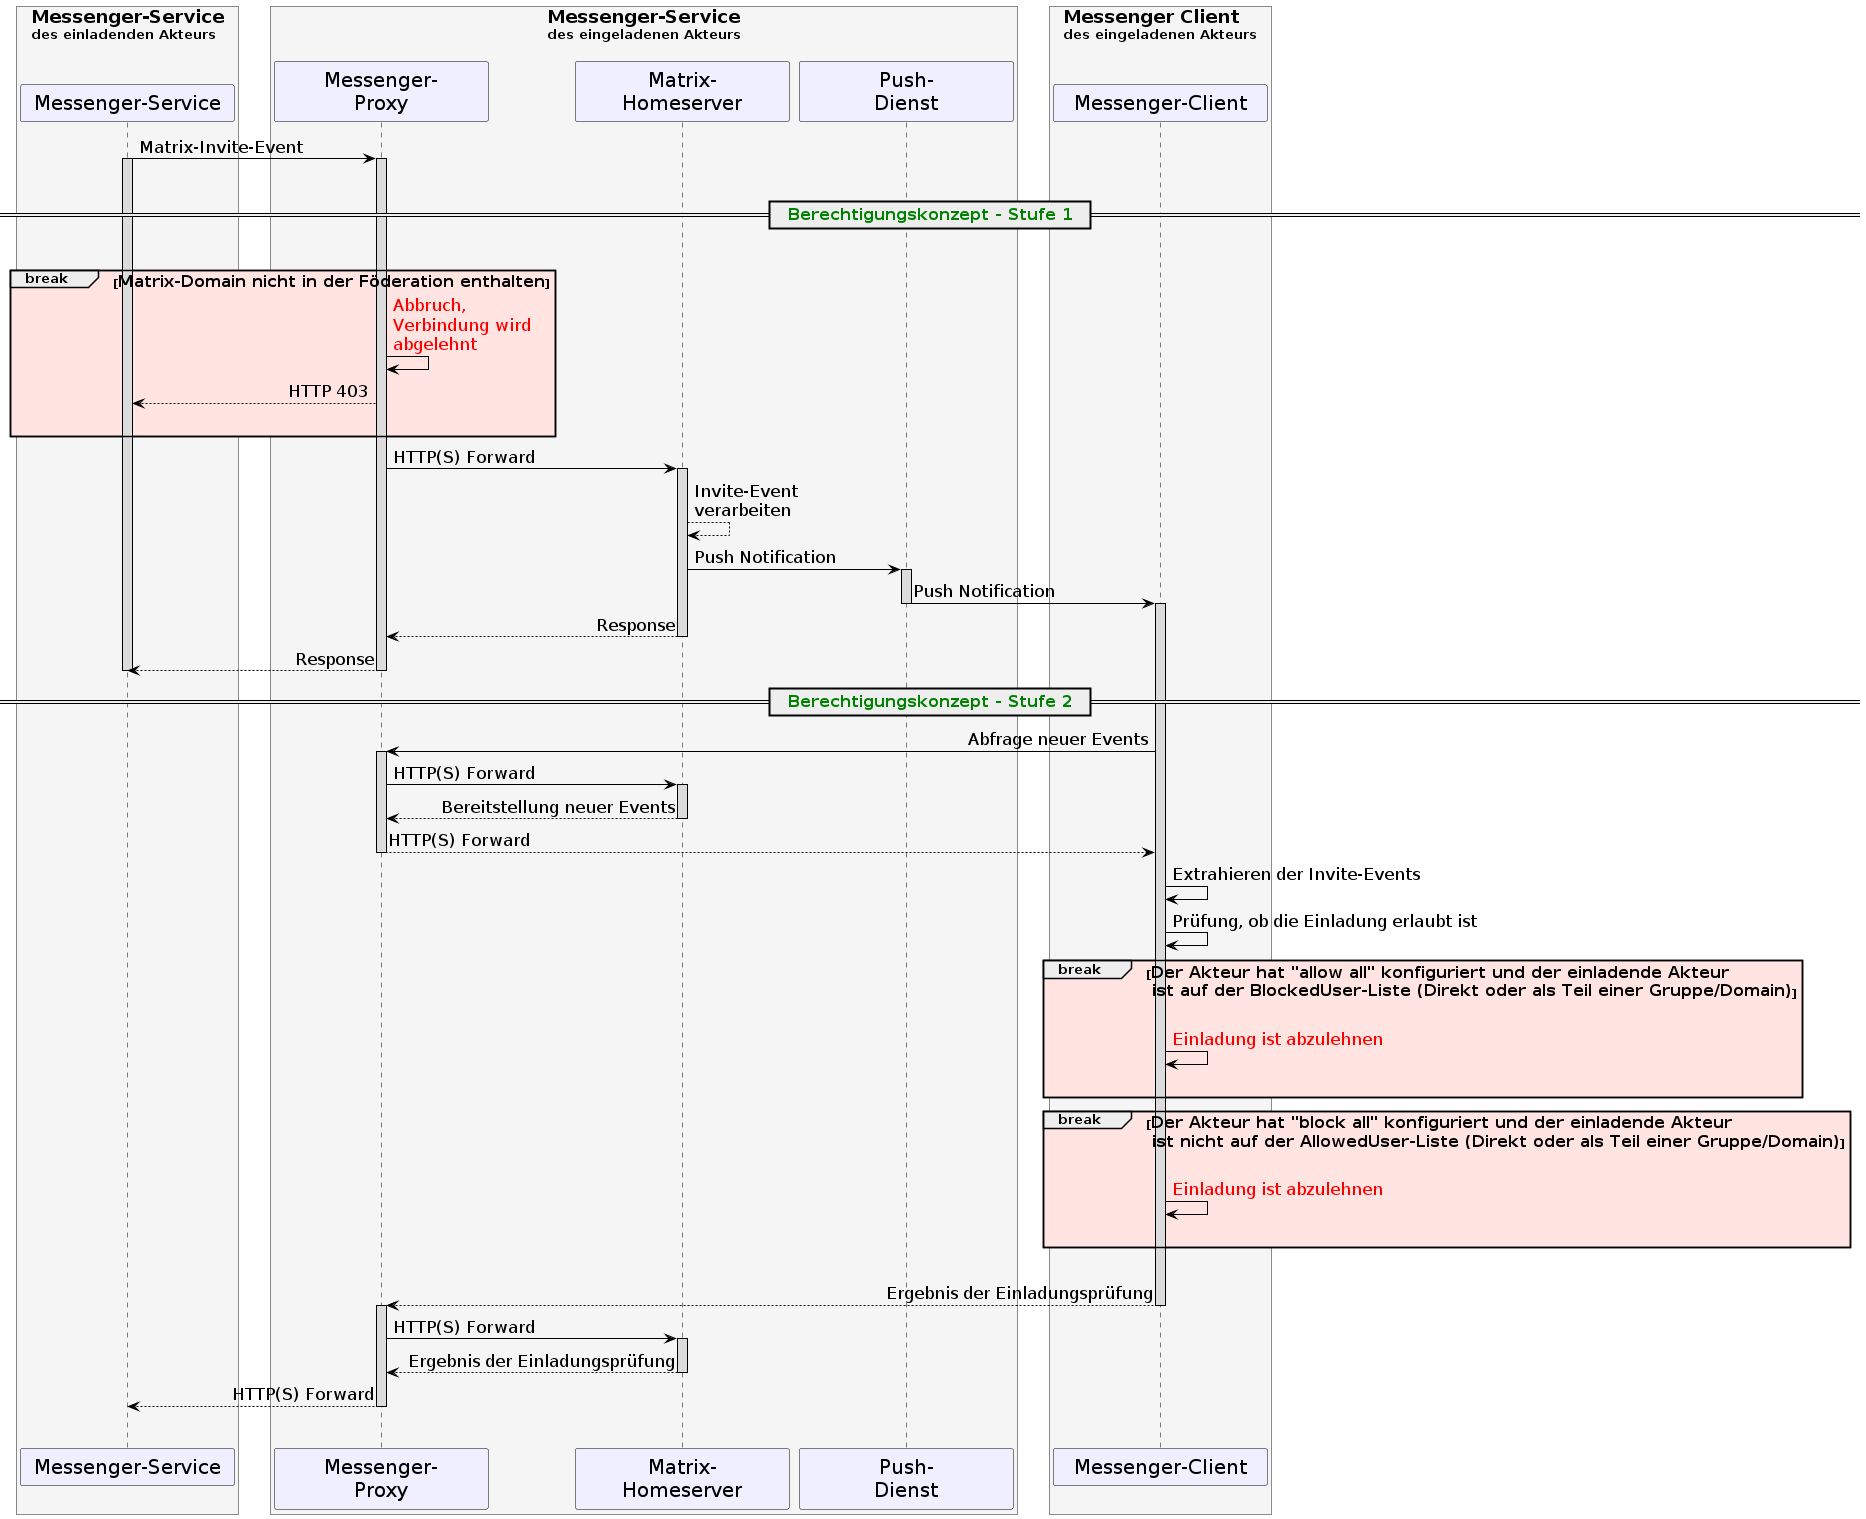 Messenger-Service
des einladenden Akteurs
Messenger-Service
des eingeladenen Akteurs
Messenger Client
des eingeladenen Akteurs
Messenger-Service
Messenger-
Proxy
Matrix-
Homeserver
Push-
Dienst
Messenger-Client
Matrix-Invite-Event
Berechtigungskonzept - Stufe 1
break
[Matrix-Domain nicht in der Föderation enthalten]
Abbruch,
Verbindung wird
abgelehnt
HTTP 403
HTTP(S) Forward
Invite-Event
verarbeiten
Push Notification
Push Notification
Response
Response
Berechtigungskonzept - Stufe 2
Abfrage neuer Events
HTTP(S) Forward
Bereitstellung neuer Events
HTTP(S) Forward
Extrahieren der Invite-Events
Prüfung, ob die Einladung erlaubt ist
break
[Der Akteur hat "allow all" konfiguriert und der einladende Akteur
ist auf der BlockedUser-Liste (Direkt oder als Teil einer Gruppe/Domain)]
Einladung ist abzulehnen
break
[Der Akteur hat "block all" konfiguriert und der einladende Akteur
ist nicht auf der AllowedUser-Liste (Direkt oder als Teil einer Gruppe/Domain)]
Einladung ist abzulehnen
Ergebnis der Einladungsprüfung
HTTP(S) Forward
Ergebnis der Einladungsprüfung
HTTP(S) Forward
Messenger-Service
Messenger-
Proxy
Matrix-
Homeserver
Push-
Dienst
Messenger-Client